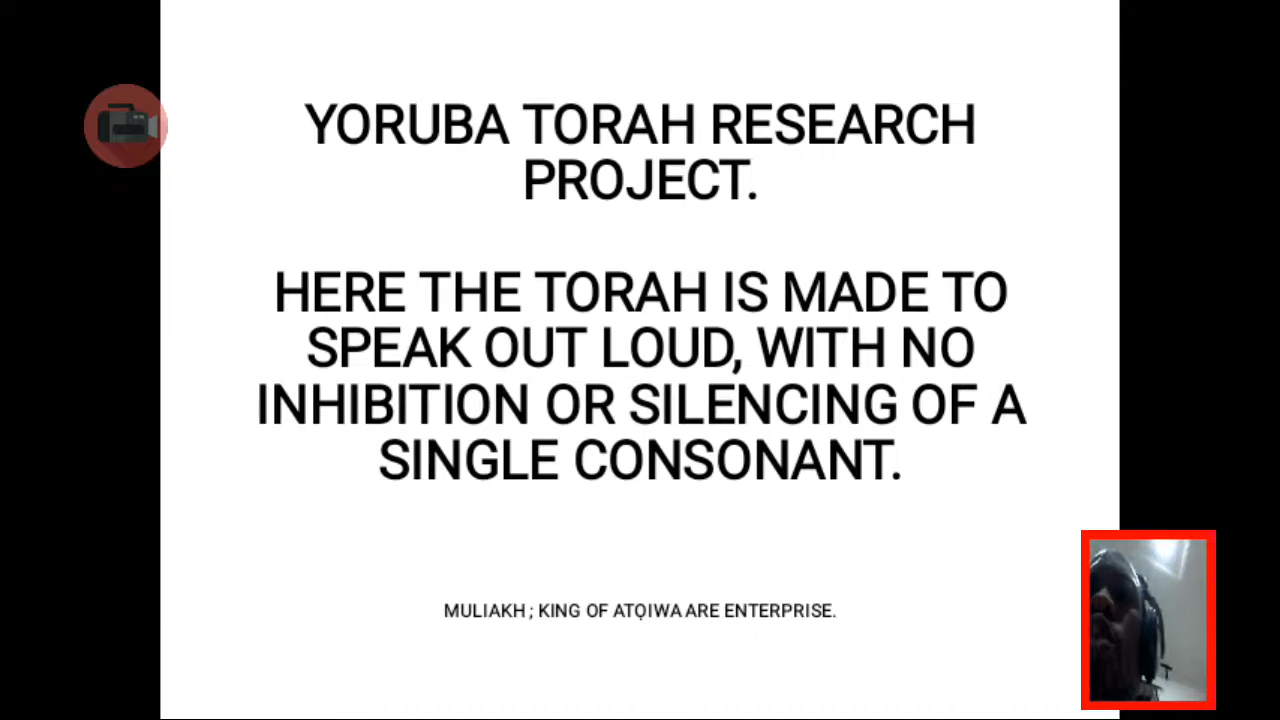 YORUBA TORAH RESEARCH
PROJECT.
HERE THE TORAH IS MADE TO
SPEAK OUT LOUD, WITH NO
INHIBITION OR SILENCING OF A
SINGLE CONSONANT.
MULIAKH ; KING OF ATỌIWA ARE ENTERPRISE.